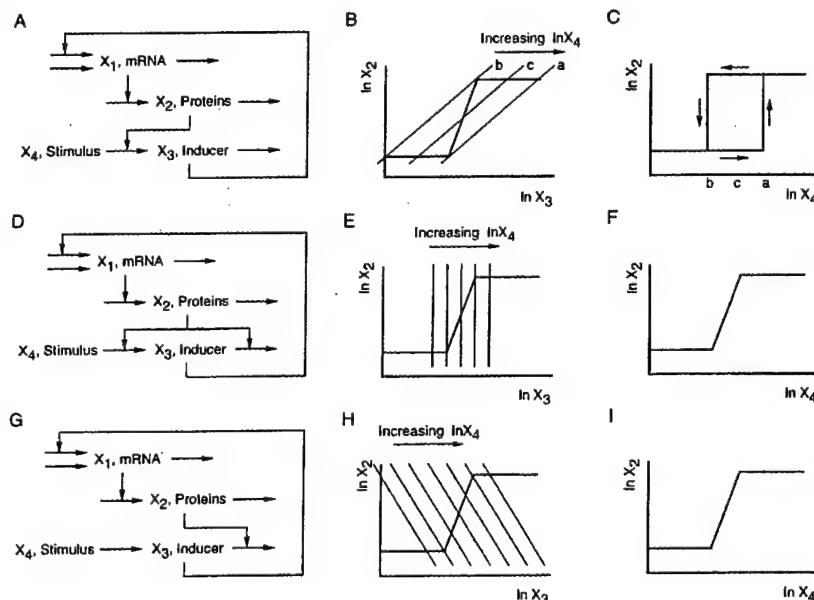 A
X1, mRNA
X2, Proteins
X4, Stimulus
X3, Inducer
B
Increasing lnX4
b c a
ln X2
ln X3
C
ln X2
b c a
ln X4
D
X1, mRNA
X2, Proteins
X4, Stimulus
X3, Inducer
E
Increasing lnX4
ln X2
ln X3
F
ln X2
ln X4
G
X1, mRNA
X2, Proteins
X4, Stimulus
X3, Inducer
H
Increasing lnX4
ln X2
ln X3
I
ln X2
ln X4